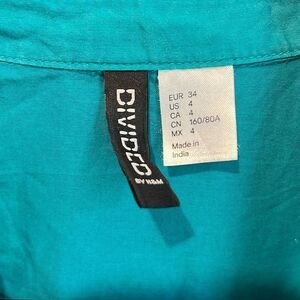 DIVIDED
BY H&M
EUR 34
US 4
CA 4
CN 160/80A
MX 4
Made in
India